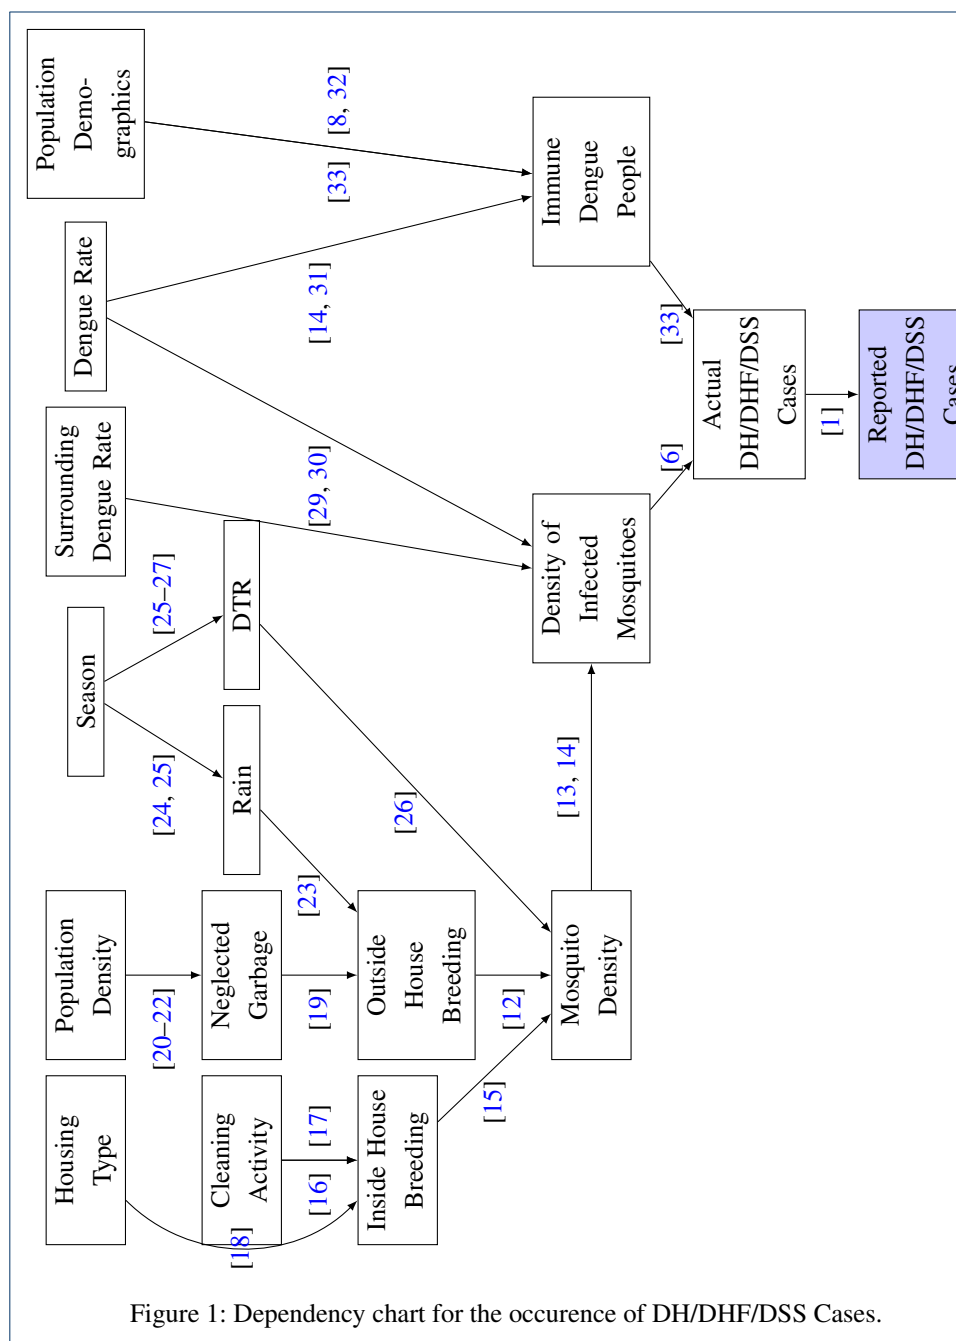 Housing
Type
Population
Density
Season
Surrounding
Dengue Rate
Dengue Rate
Population
Demo-
graphics
[20–22]
[24, 25]
[25–27]
Cleaning
Activity
Neglected
Garbage
Rain
DTR
[18]
[16]
[17]
[19]
[23]
[29, 30]
[14, 31]
[33]
[8, 32]
Inside House
Breeding
Outside
House
Breeding
[26]
[15]
[12]
Mosquito
Density
[13, 14]
Density of
Infected
Mosquitoes
Immune
Dengue
People
[6]
[33]
Actual
DH/DHF/DSS
Cases
[1]
Reported
DH/DHF/DSS
Cases
Figure 1: Dependency chart for the occurence of DH/DHF/DSS Cases.